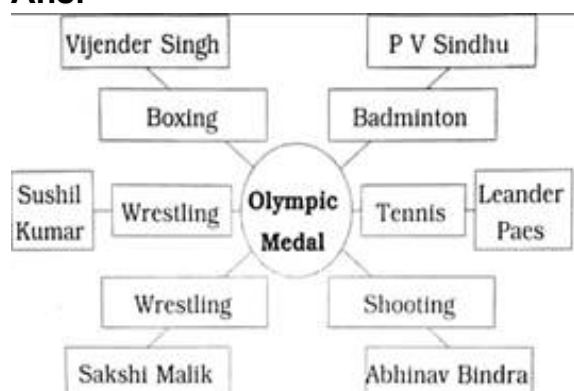 Vijender Singh
P V Sindhu
Boxing
Badminton
Sushil
Kumar
Wrestling
Olympic
Medal
Tennis
Leander
Paes
Wrestling
Shooting
Sakshi Malik
Abhinav Bindra